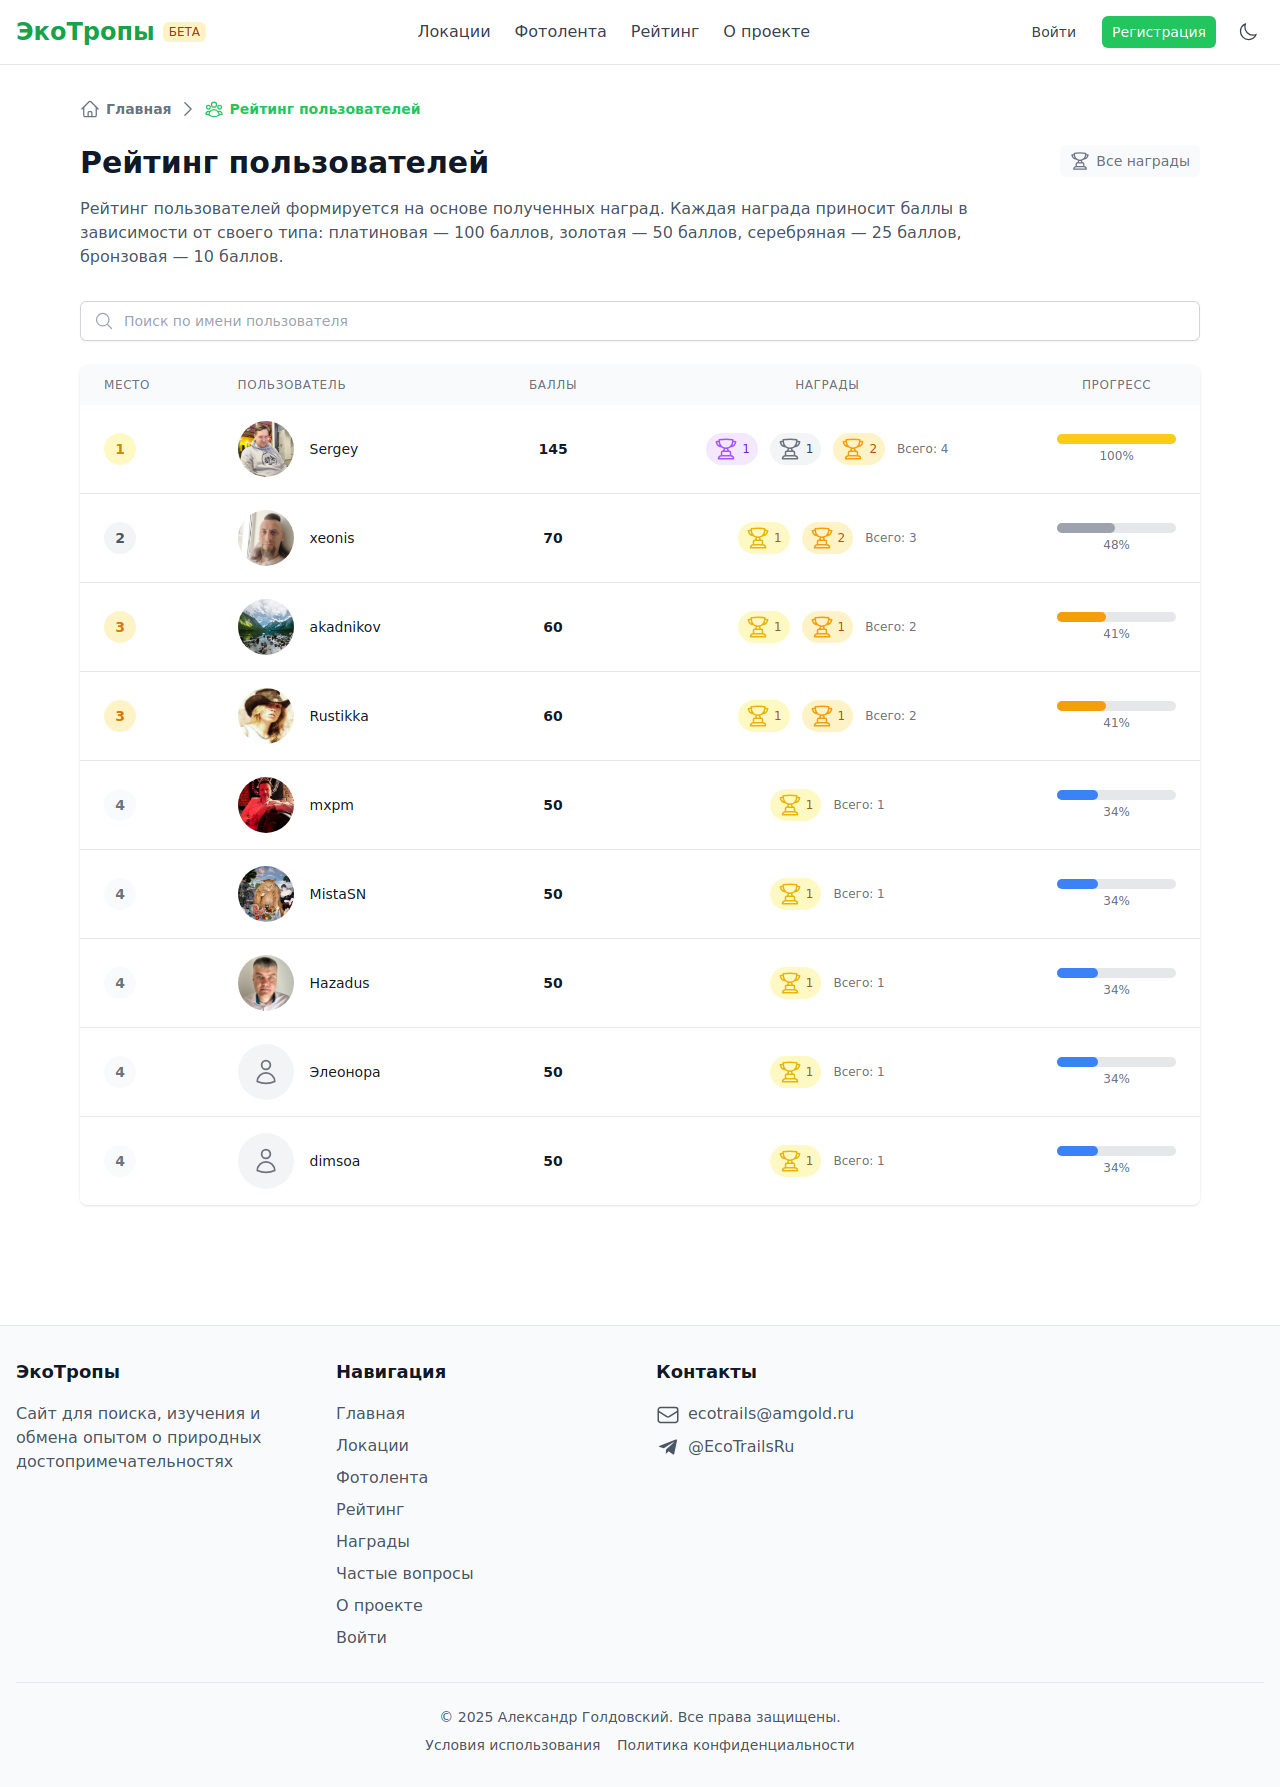 ЭкоТропы БЕТА Локации Фотолента Рейтинг О проекте Войти Регистрация
Главная Рейтинг пользователей
Рейтинг пользователей Все награды
Рейтинг пользователей формируется на основе полученных наград. Каждая награда приносит баллы в
зависимости от своего типа: платиновая — 100 баллов, золотая — 50 баллов, серебряная — 25 баллов,
бронзовая — 10 баллов.
Поиск по имени пользователя
МЕСТО ПОЛЬЗОВАТЕЛЬ БАЛЛЫ НАГРАДЫ ПРОГРЕСС
1 Sergey 145 1 1 2 Всего: 4 100%
2 xeonis 70 1 2 Всего: 3 48%
3 akadnikov 60 1 1 Всего: 2 41%
3 Rustikka 60 1 1 Всего: 2 41%
4 mxpm 50 1 Всего: 1 34%
4 MistaSN 50 1 Всего: 1 34%
4 Hazadus 50 1 Всего: 1 34%
4 Элеонора 50 1 Всего: 1 34%
4 dimsoa 50 1 Всего: 1 34%
ЭкоТропы
Сайт для поиска, изучения и
обмена опытом о природных
достопримечательностях
Навигация
Главная
Локации
Фотолента
Рейтинг
Награды
Частые вопросы
О проекте
Войти
Контакты
ecotrails@amgold.ru
@EcoTrailsRu
© 2025 Александр Голдовский. Все права защищены.
Условия использования Политика конфиденциальности